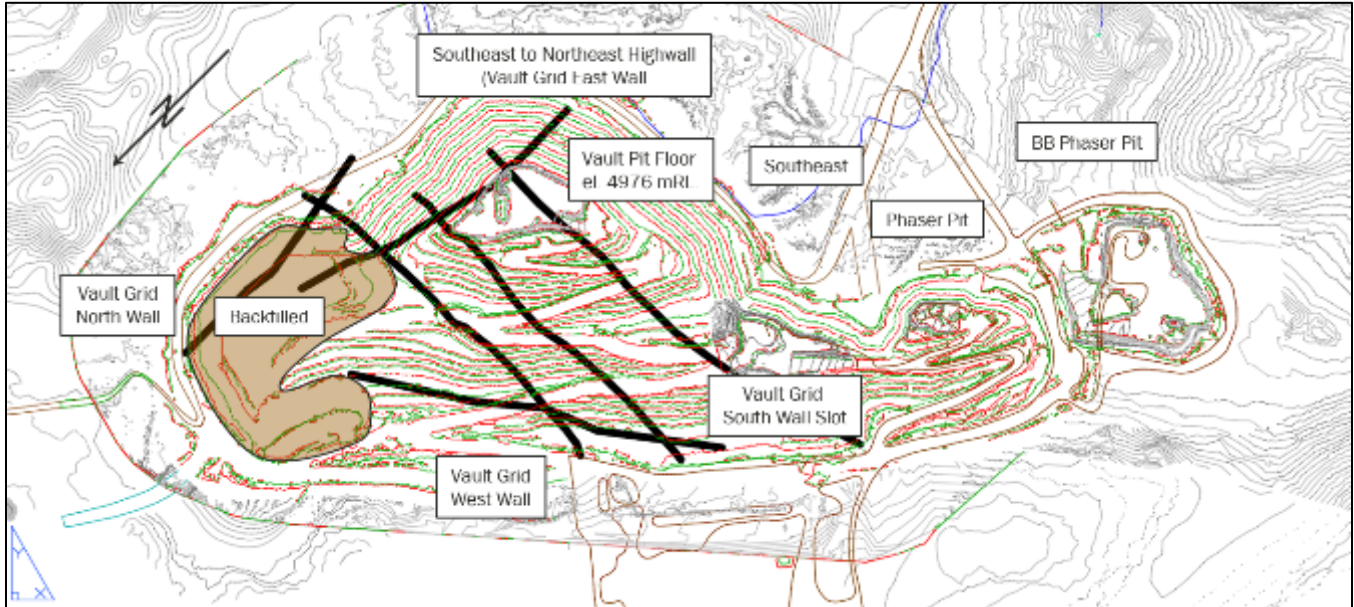 Southeast to Northeast Highwall
(Vault Grid East Wall
Vault Pit Floor
el. 4976 mRL
Southeast
BB Phaser Pit
Phaser Pit
Vault Grid
North Wall
Backfilled
Vault Grid
South Wall Slot
Vault Grid
West Wall
N
Y
X